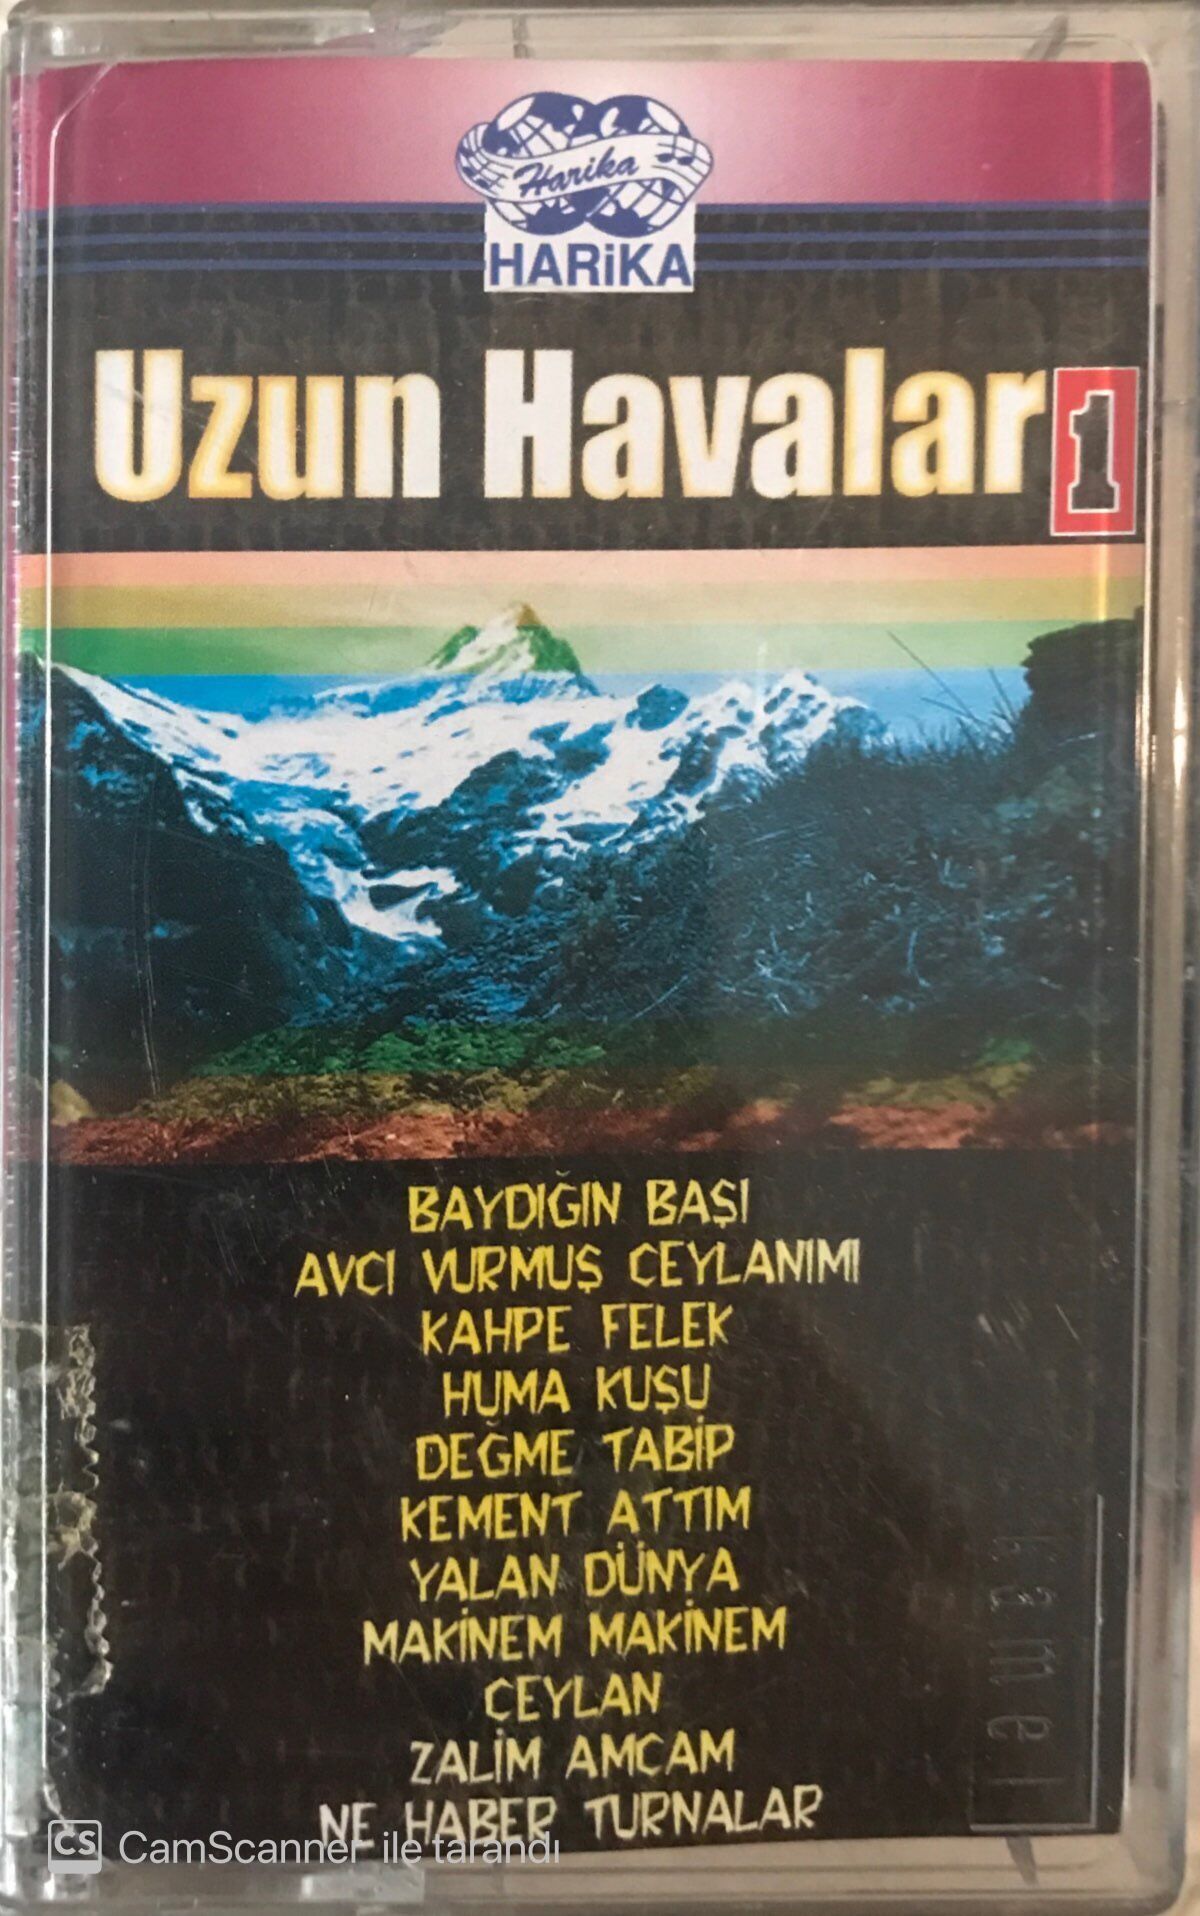 Harika
HARiKA
Uzun Havalar 1
BAYDIĞIN BAŞI
AVCI VURMUŞ CEYLANIMI
KAHPE FELEK
HUMA KUŞU
DEĞME TABİP
KEMENT ATTIM
YALAN DÜNYA
MAKİNEM MAKİNEM
CEYLAN
ZALİM AMCAM
NE HABER TURNALAR
CS CamScanner ile tarandı